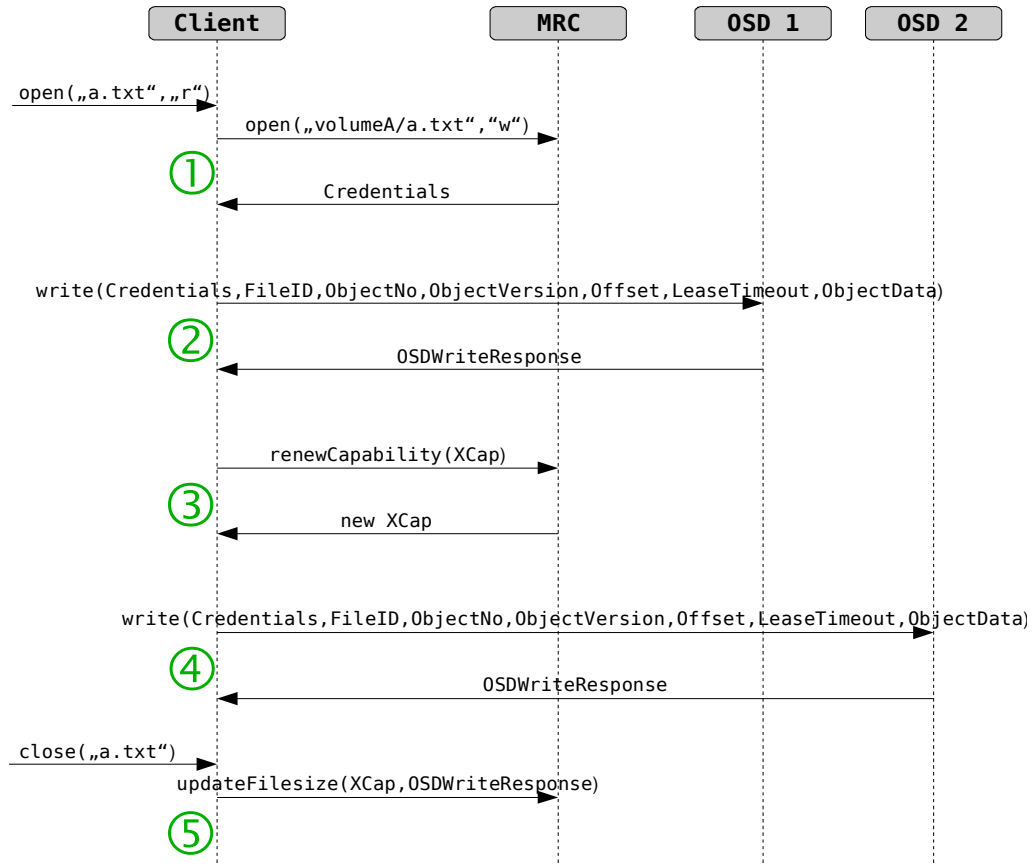 Client MRC OSD 1 OSD 2
open(„a.txt“,„r“)
open(„volumeA/a.txt“,“w“)
1
Credentials
write(Credentials,FileID,ObjectNo,ObjectVersion,Offset,LeaseTimeout,ObjectData)
2
OSDWriteResponse
renewCapability(XCap)
3
new XCap
write(Credentials,FileID,ObjectNo,ObjectVersion,Offset,LeaseTimeout,ObjectData)
4
OSDWriteResponse
close(„a.txt“)
updateFilesize(XCap,OSDWriteResponse)
5